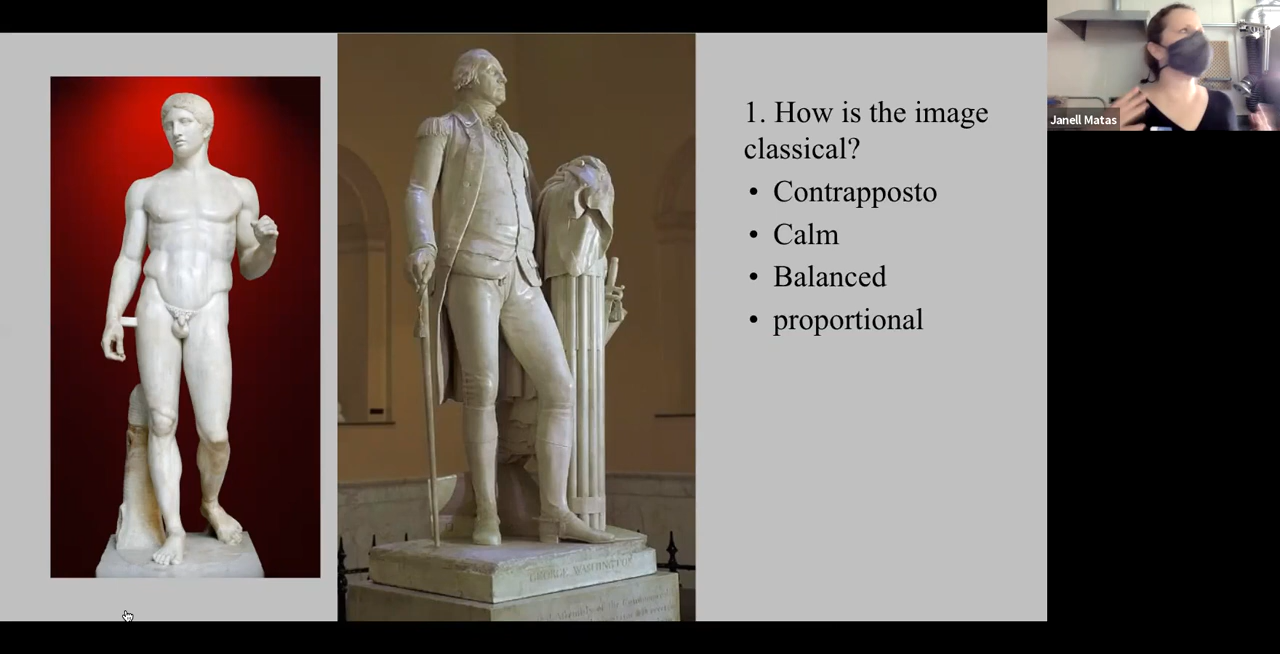 1. How is the image
classical?
• Contrapposto
• Calm
• Balanced
• proportional
Janell Matas
GEORGE WASHINGTON